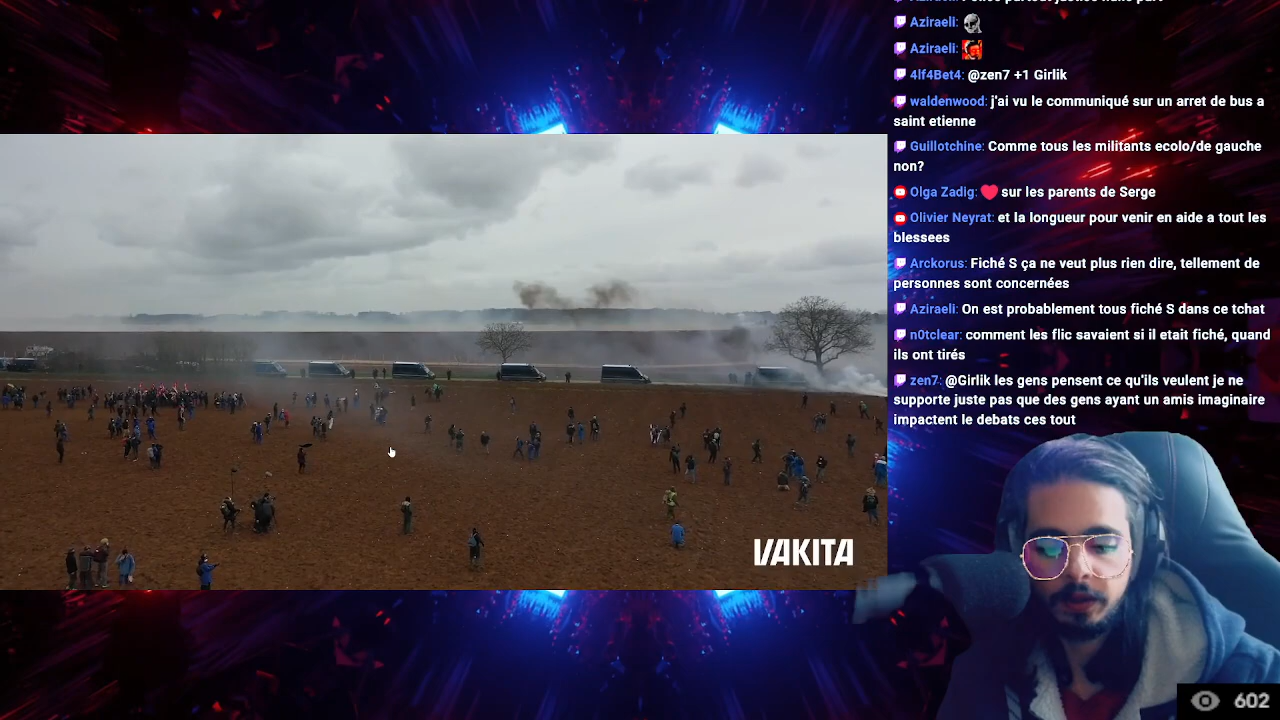 Aziraeli:
Aziraeli:
4lf4Bet4: @zen7 +1 Girlik
waldenwood: j'ai vu le communiqué sur un arret de bus a
saint etienne
Guillotchine: Comme tous les militants ecolo/de gauche
non?
Olga Zadig: ❤ sur les parents de Serge
Olivier Neyrat: et la longueur pour venir en aide a tout les
blessees
Arckorus: Fiché S ça ne veut plus rien dire, tellement de
personnes sont concernées
Aziraeli: On est probablement tous fiché S dans ce tchat
n0tclear: comment les flic savaient si il etait fiché, quand
ils ont tirés
zen7: @Girlik les gens pensent ce qu'ils veulent je ne
supporte juste pas que des gens ayant un amis imaginaire
impactent le debats ces tout
VAKITA
602